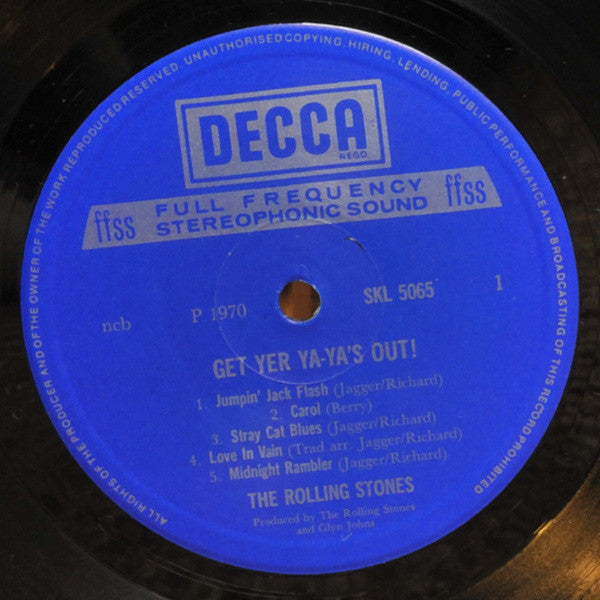 ALL RIGHTS OF THE PRODUCER AND OF THE OWNER OF THE WORK REPRODUCED RESERVED. UNAUTHORISED COPYING, HIRING, LENDING, PUBLIC PERFORMANCE AND BROADCASTING OF THIS RECORD PROHIBITED
DECCA
REGD.
ffss FULL FREQUENCY ffss
STEREOPHONIC SOUND
ncb P 1970 SKL 5065 1
GET YER YA-YA'S OUT!
1. Jumpin' Jack Flash (Jagger/Richard)
2. Carol (Berry)
3. Stray Cat Blues (Jagger/Richard)
4. Love In Vain (Trad arr. Jagger/Richard)
5. Midnight Rambler (Jagger/Richard)
THE ROLLING STONES
Produced by The Rolling Stones
and Glyn Johns